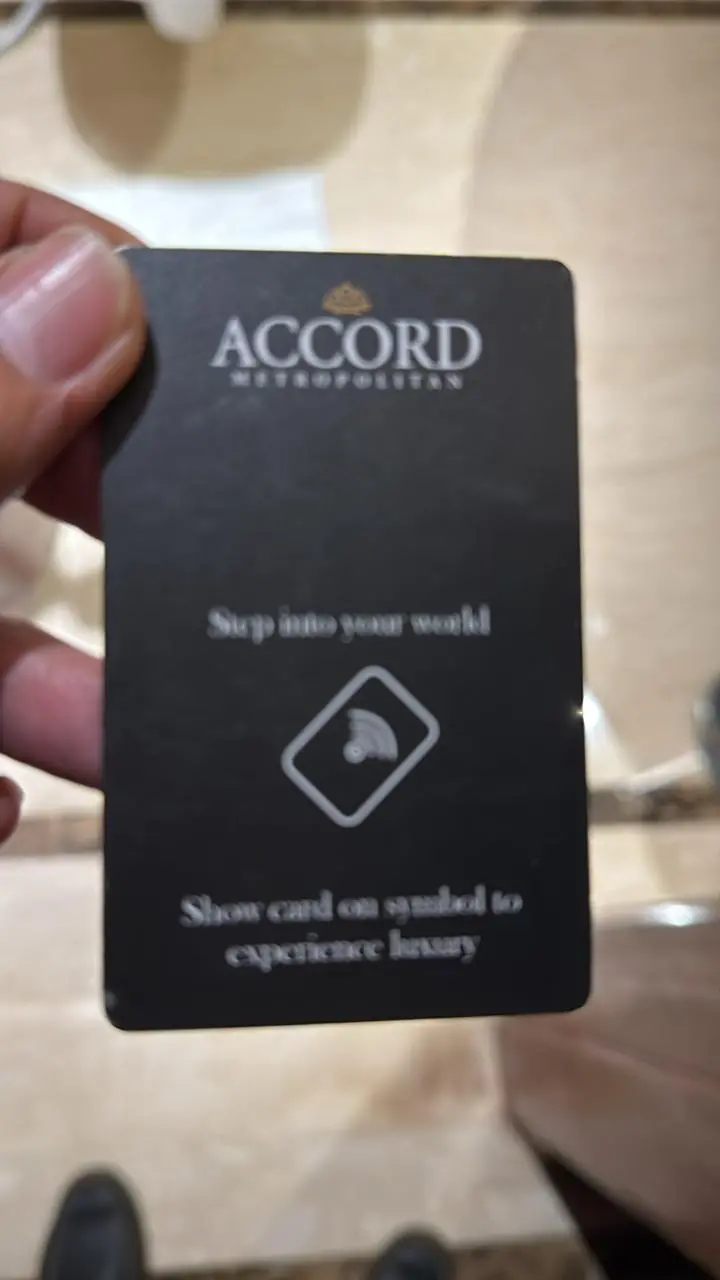 ACCORD
METROPOLITAN
Step into your world
Show card on symbol to
experience luxury